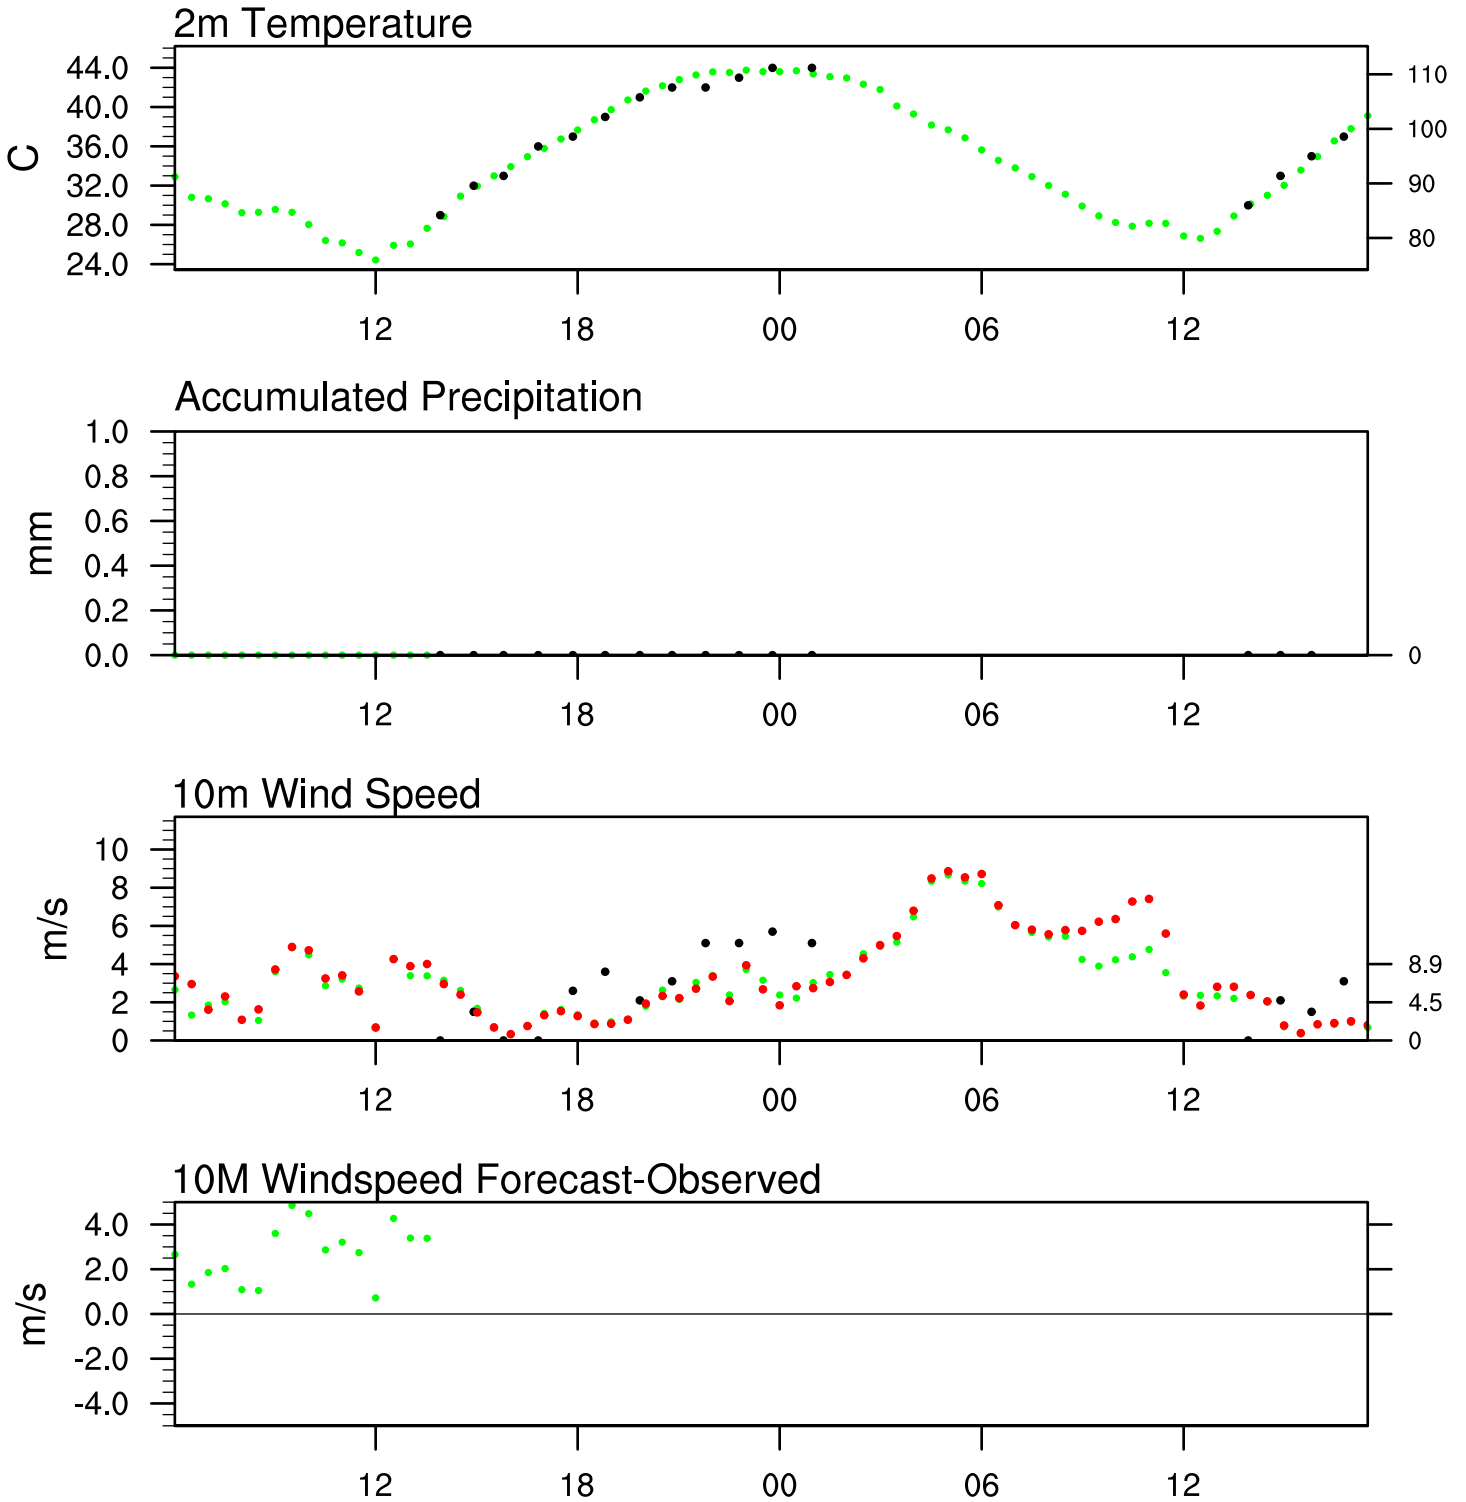 2m Temperature
44.0
40.0
36.0
32.0
28.0
24.0
C
110
100
90
80
12 18 00 06 12
Accumulated Precipitation
1.0
0.8
0.6
0.4
0.2
0.0
mm
0
12 18 00 06 12
10m Wind Speed
10
8
6
4
2
0
m/s
8.9
4.5
0
12 18 00 06 12
10M Windspeed Forecast-Observed
4.0
2.0
0.0
-2.0
-4.0
m/s
12 18 00 06 12